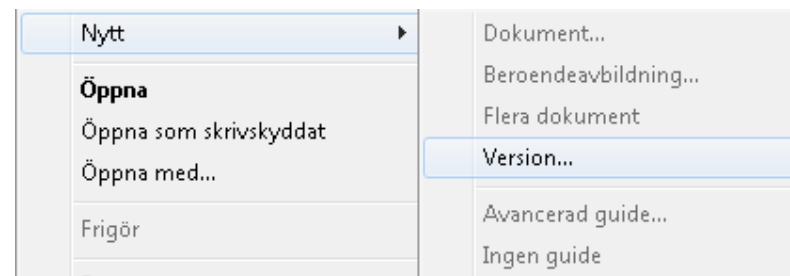 Nytt
Öppna
Öppna som skrivskyddat
Öppna med...
Frigör
Dokument...
Beroendeavbildning...
Flera dokument
Version...
Avancerad guide...
Ingen guide